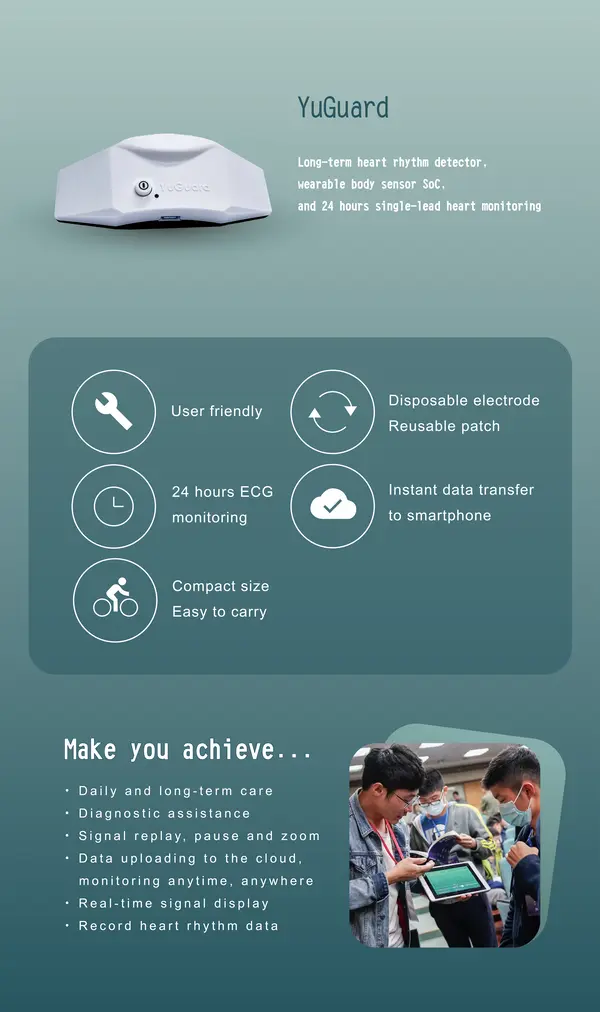 YuGuard
Long-term heart rhythm detector,
wearable body sensor SoC,
and 24 hours single-lead heart monitoring
YuGuard
User friendly
Disposable electrode
Reusable patch
24 hours ECG
monitoring
Instant data transfer
to smartphone
Compact size
Easy to carry
Make you achieve...
· Daily and long-term care
· Diagnostic assistance
· Signal replay, pause and zoom
· Data uploading to the cloud,
monitoring anytime, anywhere
· Real-time signal display
· Record heart rhythm data